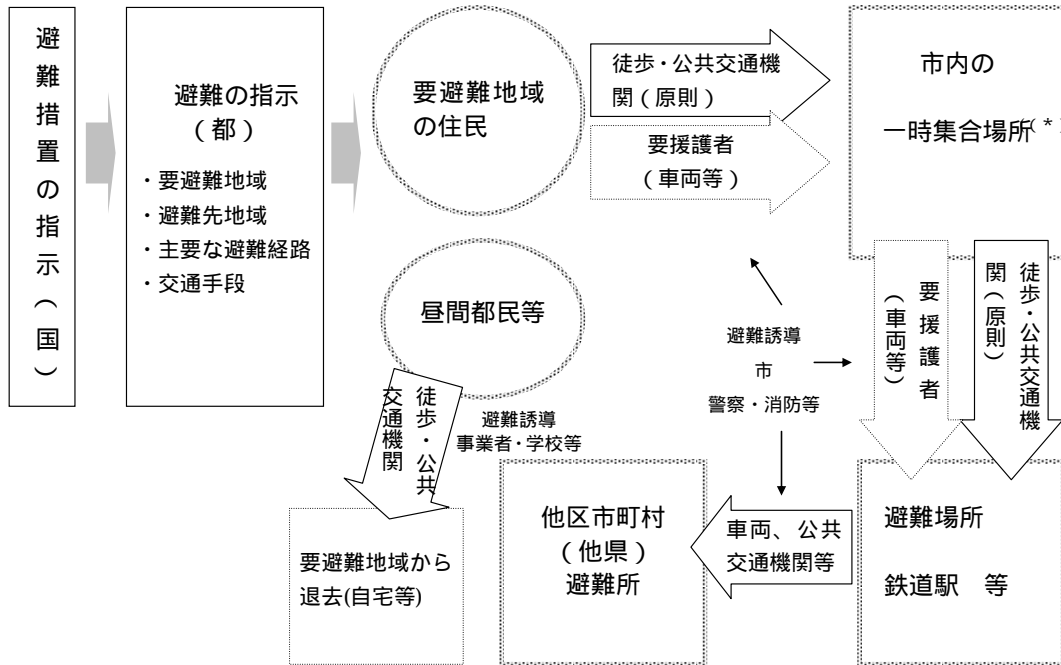 避難措置の指示(国)
避難の指示
(都)
・要避難地域
・避難先地域
・主要な避難経路
・交通手段
要避難地域
の住民
徒歩・公共交通機
関(原則)
要援護者
(車両等)
市内の
一時集合場所(*
昼間都民等
徒歩・公共
交通機関
避難誘導
事業者・学校等
要避難地域から
退去(自宅等)
避難誘導
市
警察・消防等
徒歩・公共交通機
関(原則)
要援護者
(車両等)
避難場所
鉄道駅 等
車両、公共
交通機関等
他区市町村
(他県)
避難所